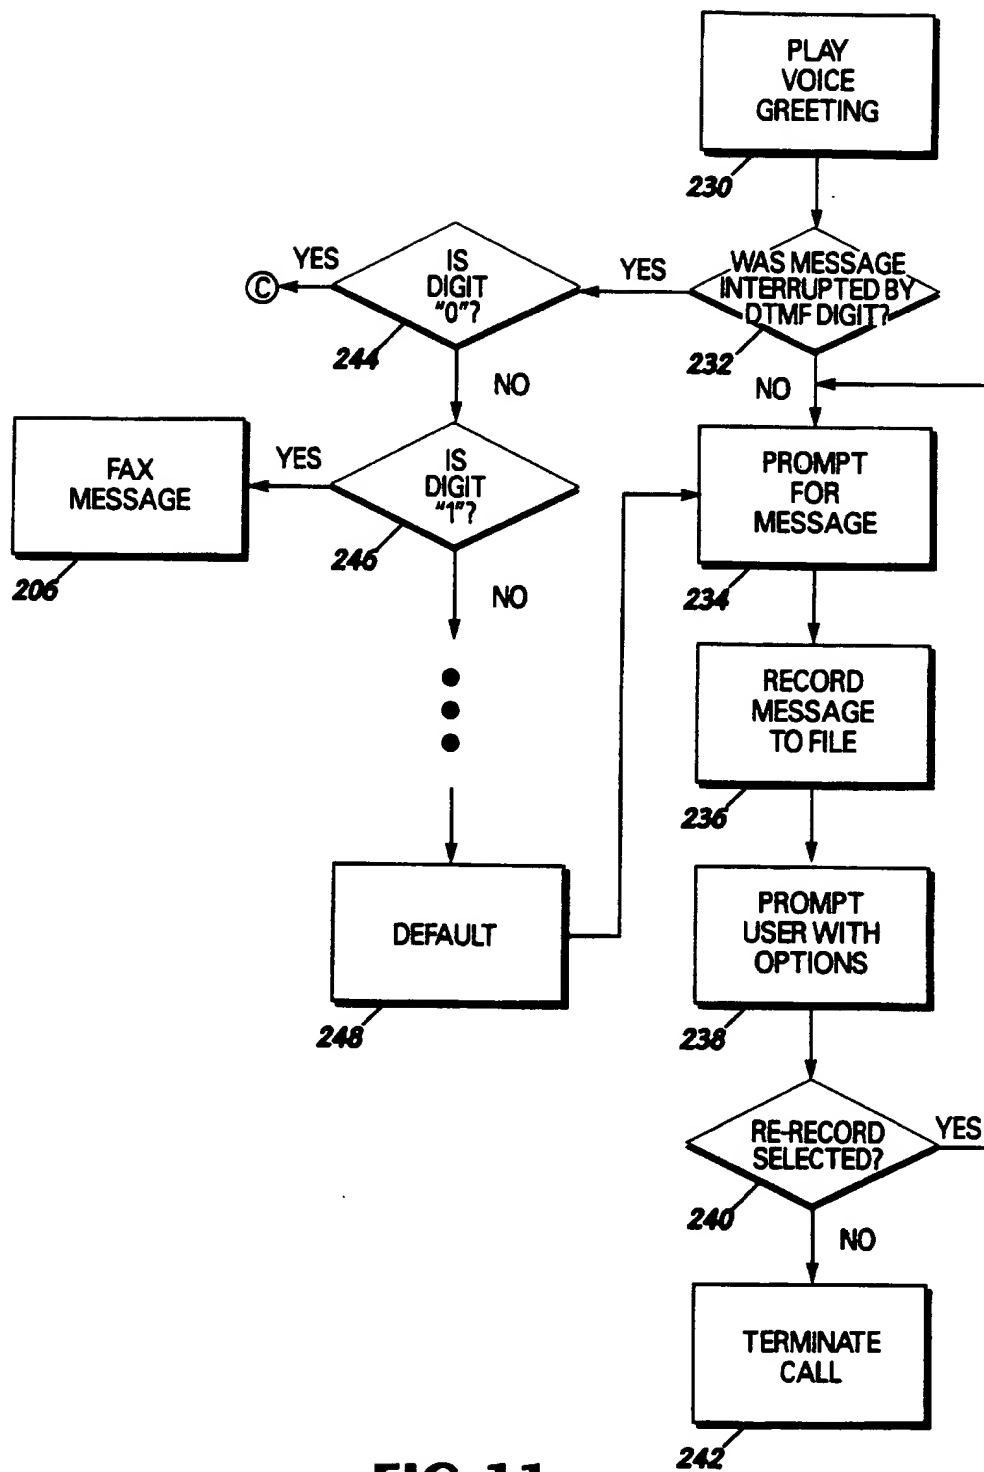 PLAY
VOICE
GREETING
230
WAS MESSAGE
INTERRUPTED BY
DTMF DIGIT?
232
YES
NO
IS
DIGIT
"0"?
244
YES
C
NO
IS
DIGIT
"1"?
246
YES
FAX
MESSAGE
206
NO
DEFAULT
248
PROMPT
FOR
MESSAGE
234
RECORD
MESSAGE
TO FILE
236
PROMPT
USER WITH
OPTIONS
238
RE-RECORD
SELECTED?
240
YES
NO
TERMINATE
CALL
242
FIG. 11